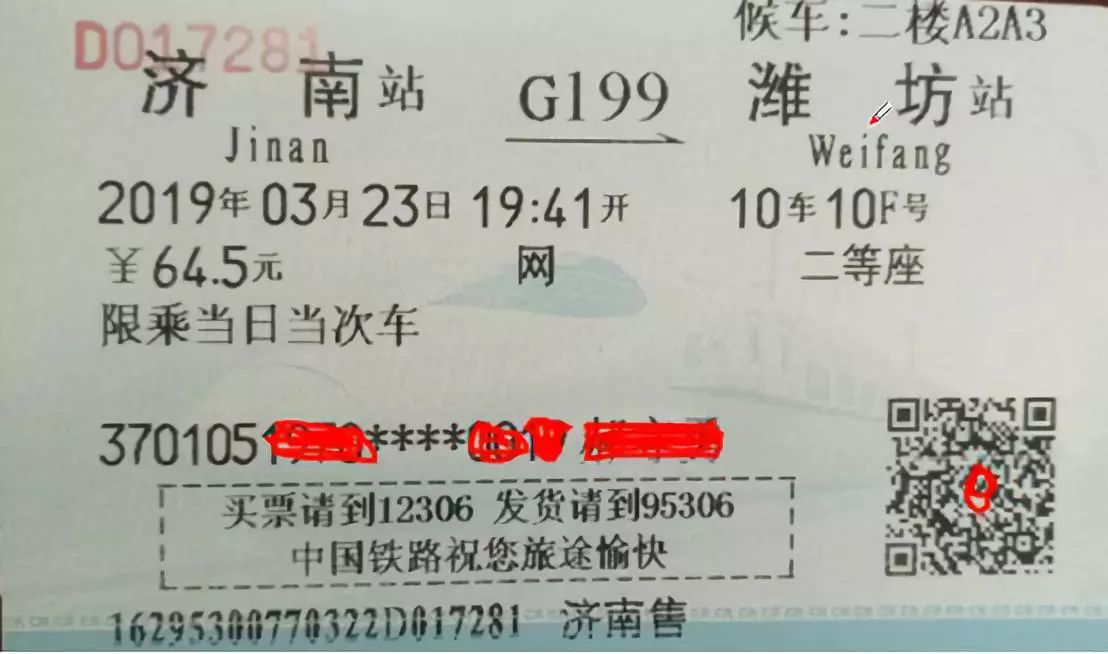 D017281 候车:二楼A2A3
济南站 G199 潍坊站
Jinan Weifang
2019年03月23日 19:41开 10车10F号
¥64.5元 网 二等座
限乘当日当次车
3701051 ****
买票请到12306 发货请到95306
中国铁路祝您旅途愉快
16295300770322D017281 济南售